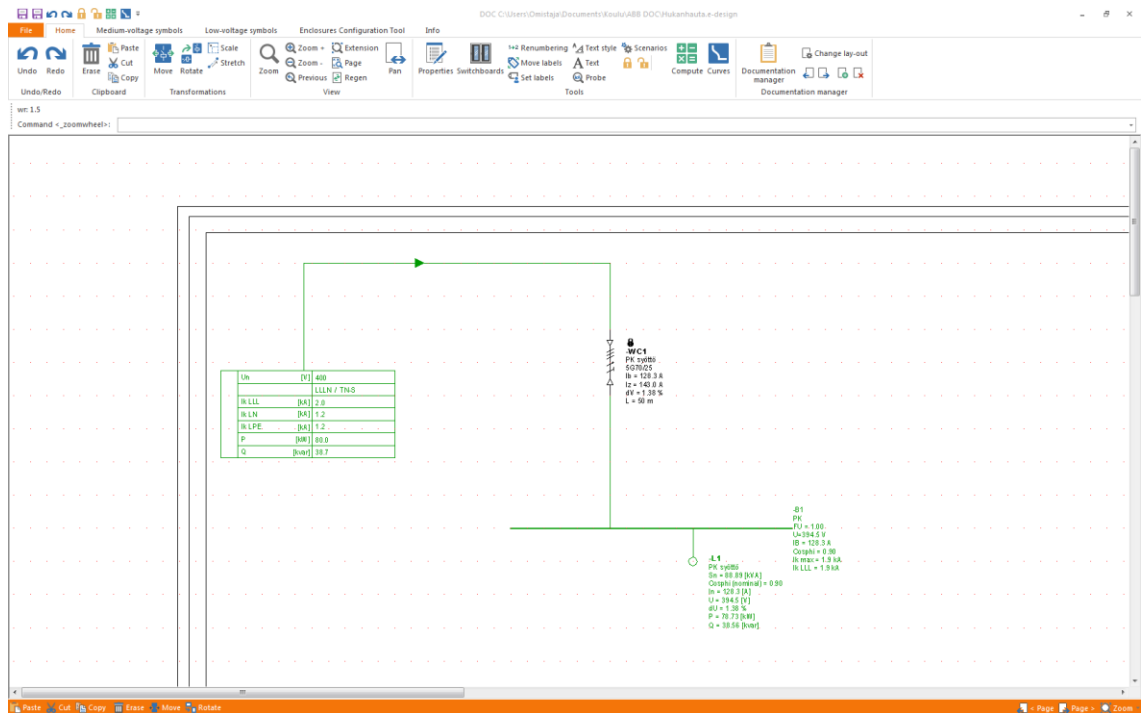 DOC C:\Users\Omistaja\Documents\Koulu\ABB DOC\Hukanhauta.e-design
File Home Medium-voltage symbols Low-voltage symbols Enclosures Configuration Tool Info
Undo Redo
Undo/Redo
Erase Paste
Cut
Copy
Clipboard
Move Rotate Scale
Stretch
Transformations
Zoom Zoom + Extension
Zoom - Page
Previous Regen
Pan
View
Properties Switchboards 1=2 Renumbering Text style Scenarios
Move labels Text
Set labels Probe
Compute Curves
Tools
Documentation manager Change lay-out
Documentation manager
wr: 1.5
Command <_zoomwheel>:
Un [V] 400
LLLN / TN-S
Ik LLL [kA] 2.0
Ik LN [kA] 1.2
Ik LPE [kA] 1.2
P [kW] 80.0
Q [kvar] 38.7
-WC1
PK syöttö
5G70/25
Ib = 128.3 A
Iz = 143.0 A
dV = 1.38 %
L = 50 m
-B1
PK
FU = 1.00
U=394.5 V
IB = 128.3 A
Cosphi = 0.90
Ik max = 1.9 kA
Ik LLL = 1.9 kA
-L1
PK syöttö
Sn = 88.89 [kVA]
Cosphi (nominal) = 0.90
In = 128.3 [A]
U = 394.5 [V]
dU = 1.38 %
P = 78.73 [kW]
Q = 38.56 [kvar]
Paste Cut Copy Erase Move Rotate < Page Page > Zoom